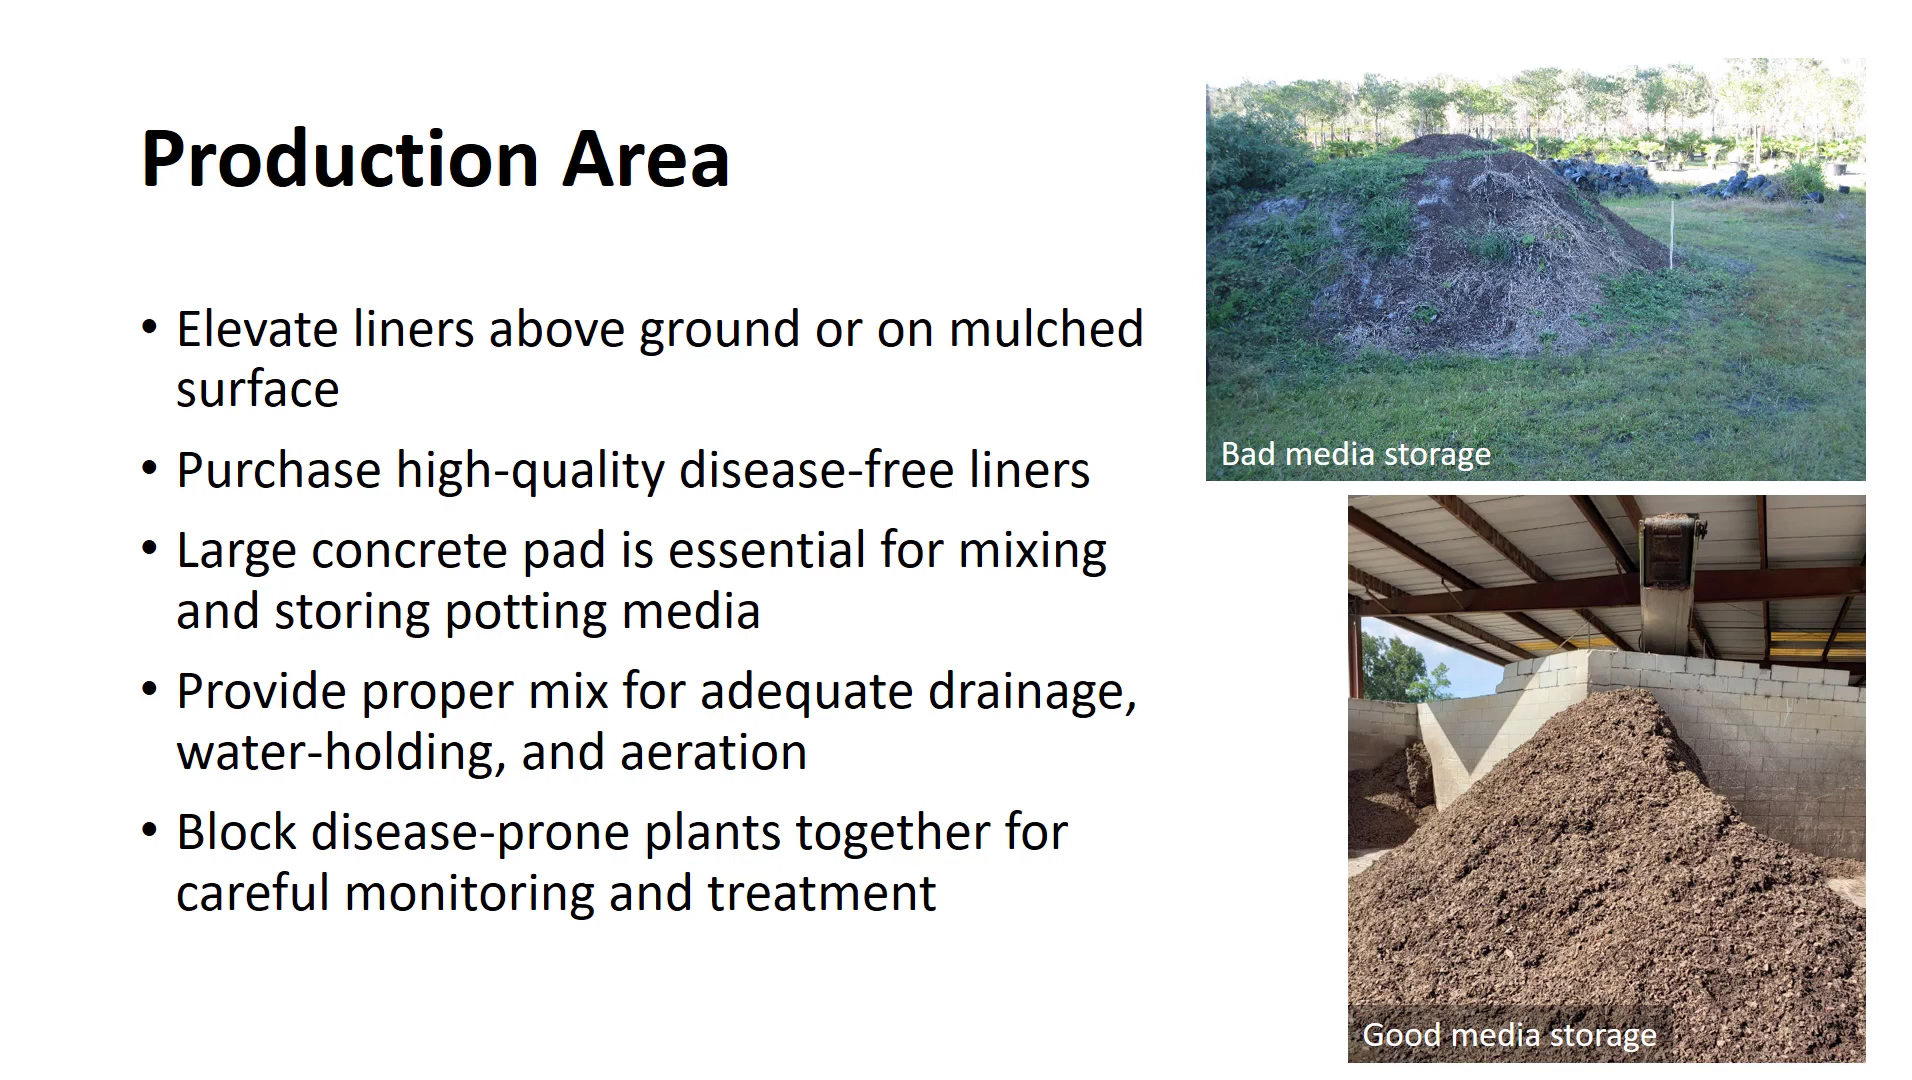 Production Area
• Elevate liners above ground or on mulched
surface
• Purchase high-quality disease-free liners
• Large concrete pad is essential for mixing
and storing potting media
• Provide proper mix for adequate drainage,
water-holding, and aeration
• Block disease-prone plants together for
careful monitoring and treatment
Bad media storage
Good media storage